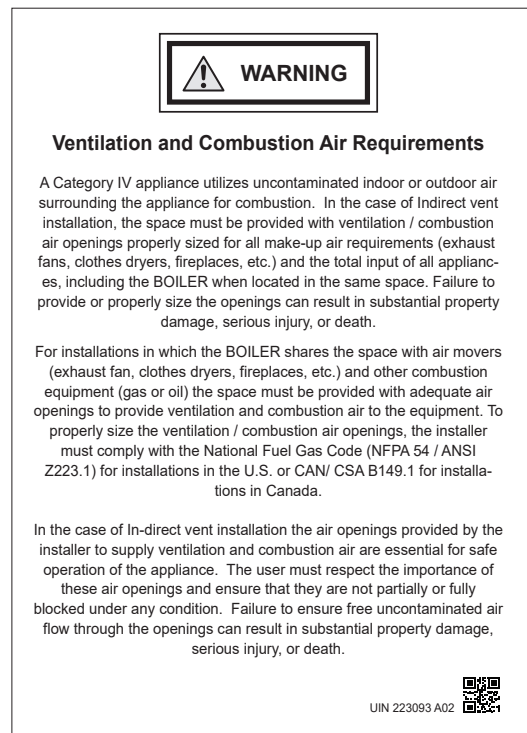 WARNING
Ventilation and Combustion Air Requirements
A Category IV appliance utilizes uncontaminated indoor or outdoor air
surrounding the appliance for combustion.  In the case of Indirect vent
installation, the space must be provided with ventilation / combustion
air openings properly sized for all make-up air requirements (exhaust
fans, clothes dryers, fireplaces, etc.) and the total input of all applianc-
es, including the BOILER when located in the same space. Failure to
provide or properly size the openings can result in substantial property
damage, serious injury, or death.
For installations in which the BOILER shares the space with air movers
(exhaust fan, clothes dryers, fireplaces, etc.) and other combustion
equipment (gas or oil) the space must be provided with adequate air
openings to provide ventilation and combustion air to the equipment. To
properly size the ventilation / combustion air openings, the installer
must comply with the National Fuel Gas Code (NFPA 54 / ANSI
Z223.1) for installations in the U.S. or CAN/ CSA B149.1 for installa-
tions in Canada.
In the case of In-direct vent installation the air openings provided by the
installer to supply ventilation and combustion air are essential for safe
operation of the appliance.  The user must respect the importance of
these air openings and ensure that they are not partially or fully
blocked under any condition.  Failure to ensure free uncontaminated air
flow through the openings can result in substantial property damage,
serious injury, or death.
UIN 223093 A02